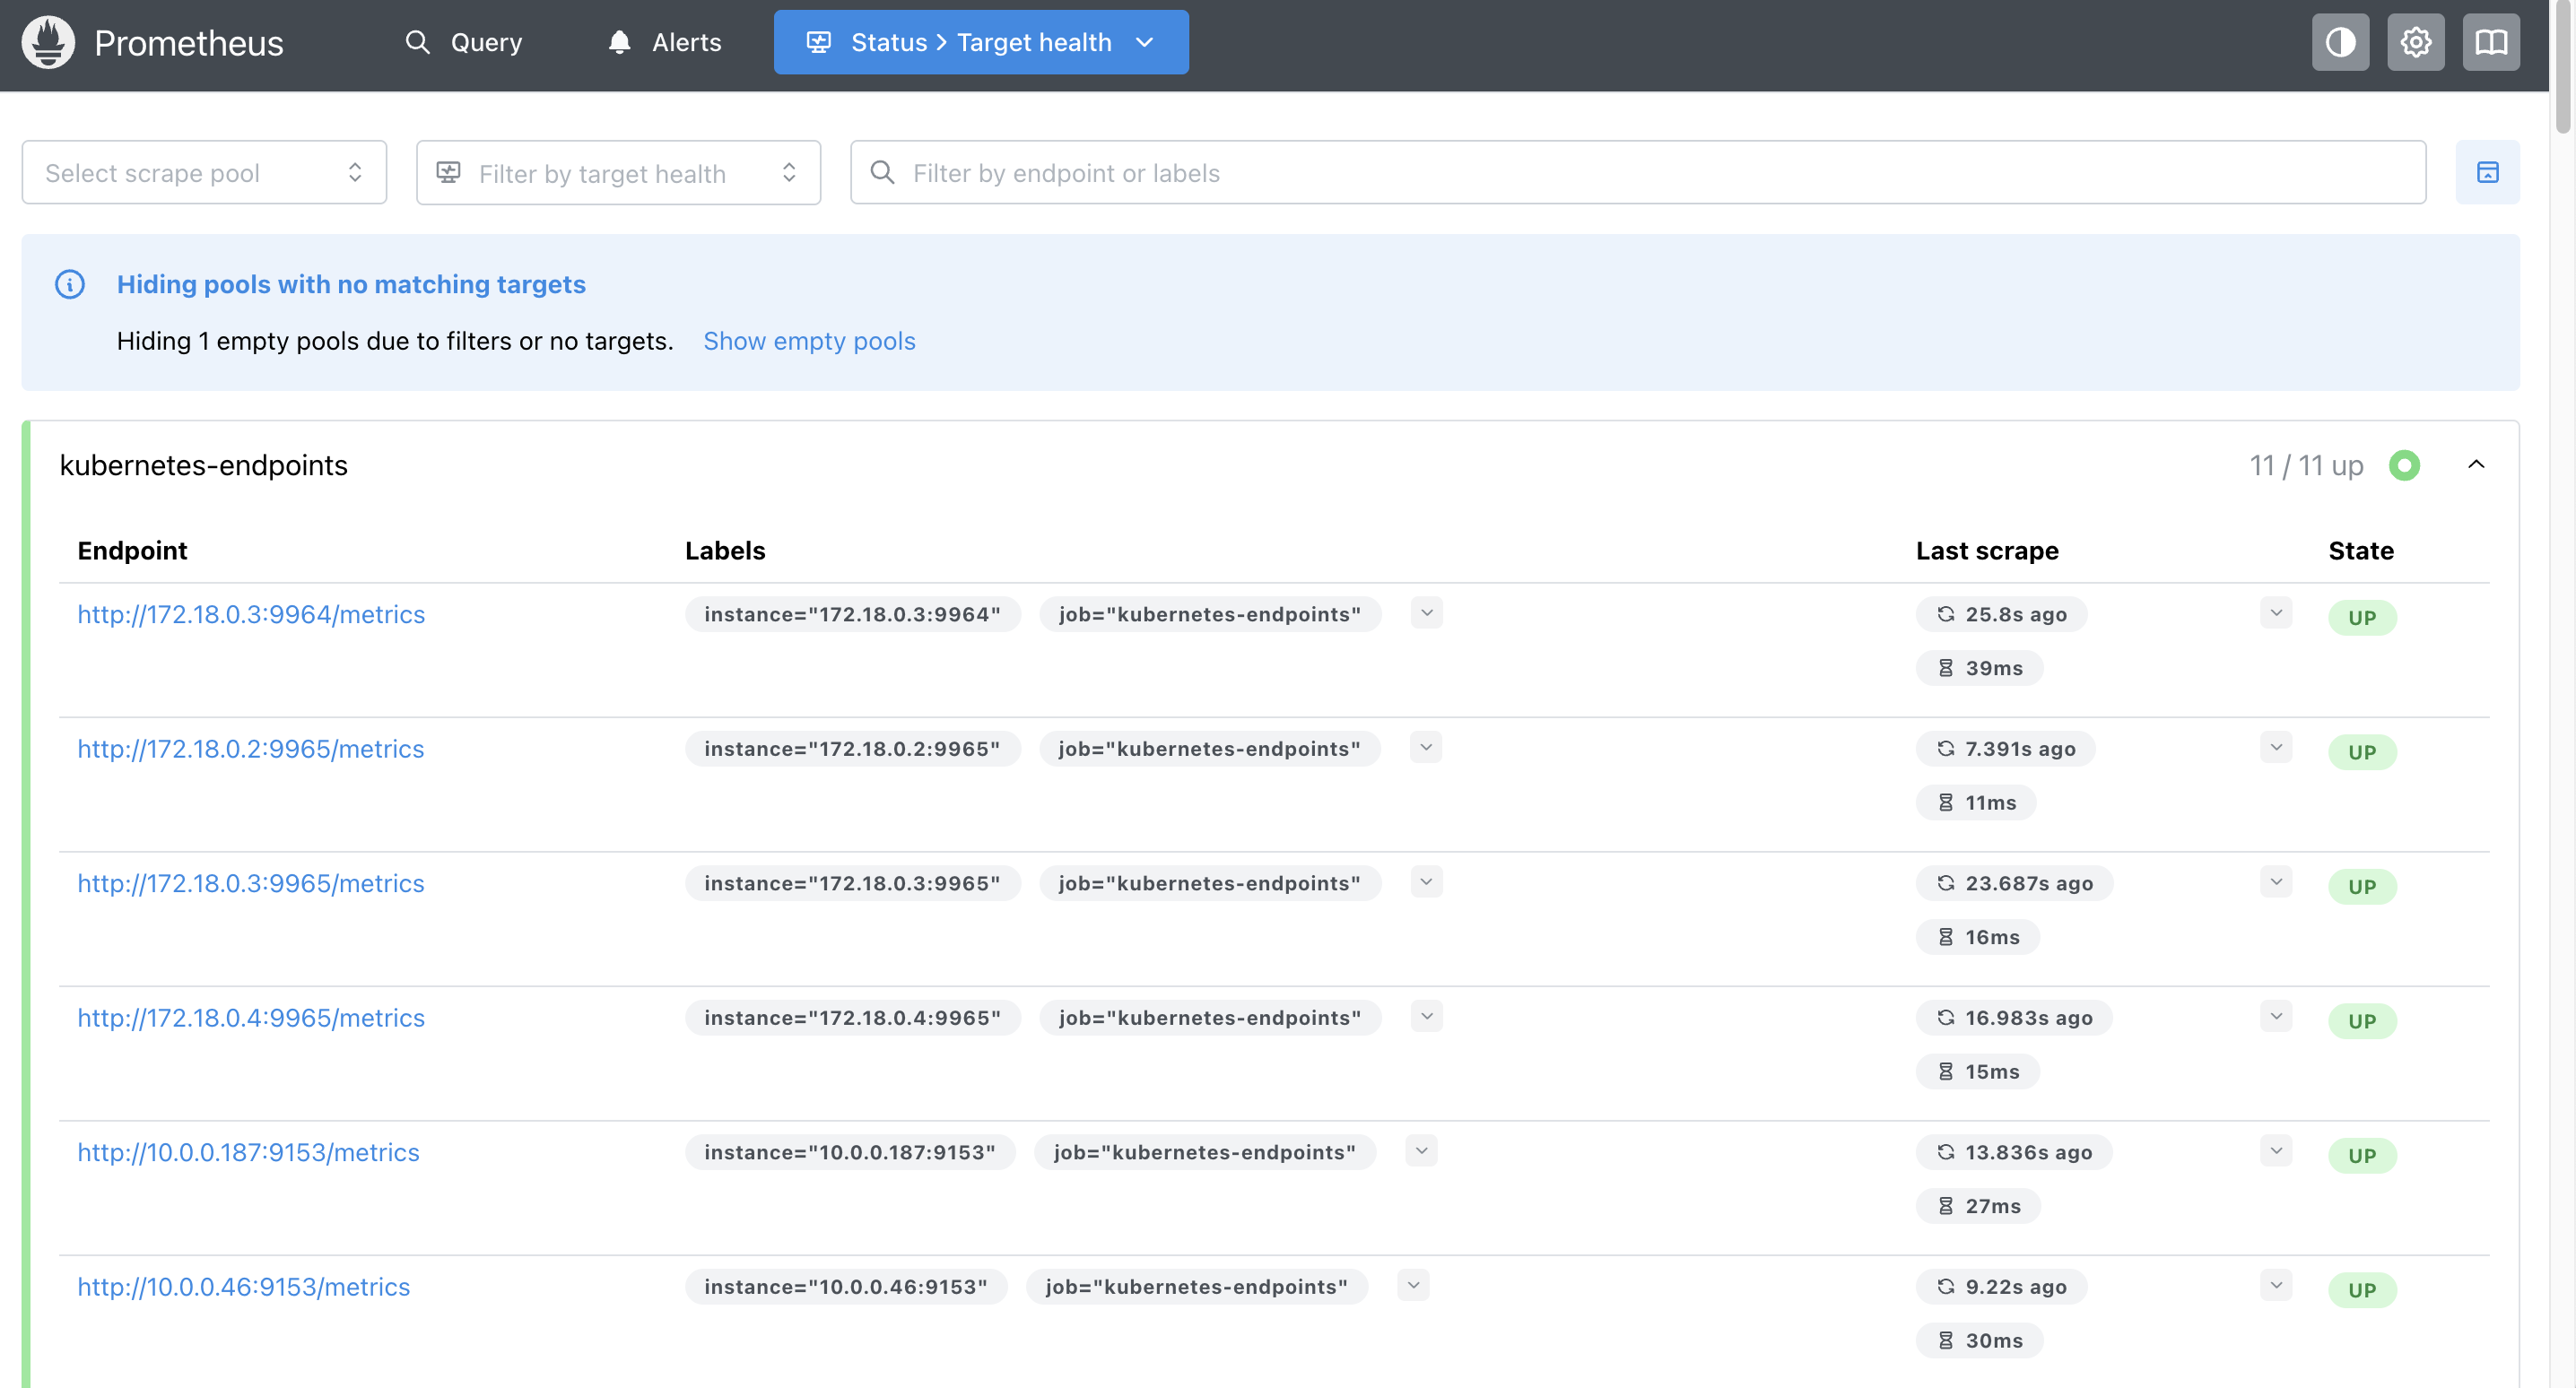 Prometheus Query Alerts Status > Target health
Select scrape pool Filter by target health Filter by endpoint or labels
Hiding pools with no matching targets
Hiding 1 empty pools due to filters or no targets. Show empty pools
kubernetes-endpoints 11 / 11 up
Endpoint Labels Last scrape State
http://172.18.0.3:9964/metrics instance="172.18.0.3:9964" job="kubernetes-endpoints" 25.8s ago UP
39ms
http://172.18.0.2:9965/metrics instance="172.18.0.2:9965" job="kubernetes-endpoints" 7.391s ago UP
11ms
http://172.18.0.3:9965/metrics instance="172.18.0.3:9965" job="kubernetes-endpoints" 23.687s ago UP
16ms
http://172.18.0.4:9965/metrics instance="172.18.0.4:9965" job="kubernetes-endpoints" 16.983s ago UP
15ms
http://10.0.0.187:9153/metrics instance="10.0.0.187:9153" job="kubernetes-endpoints" 13.836s ago UP
27ms
http://10.0.0.46:9153/metrics instance="10.0.0.46:9153" job="kubernetes-endpoints" 9.22s ago UP
30ms